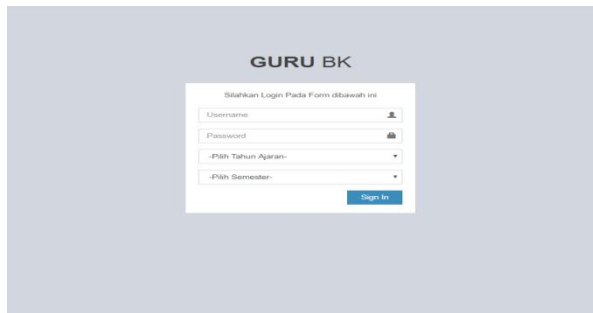 GURU BK
Silahkan Login Pada Form dibawah ini
Username
Password
-Pilih Tahun Ajaran-
-Pilih Semester-
Sign In